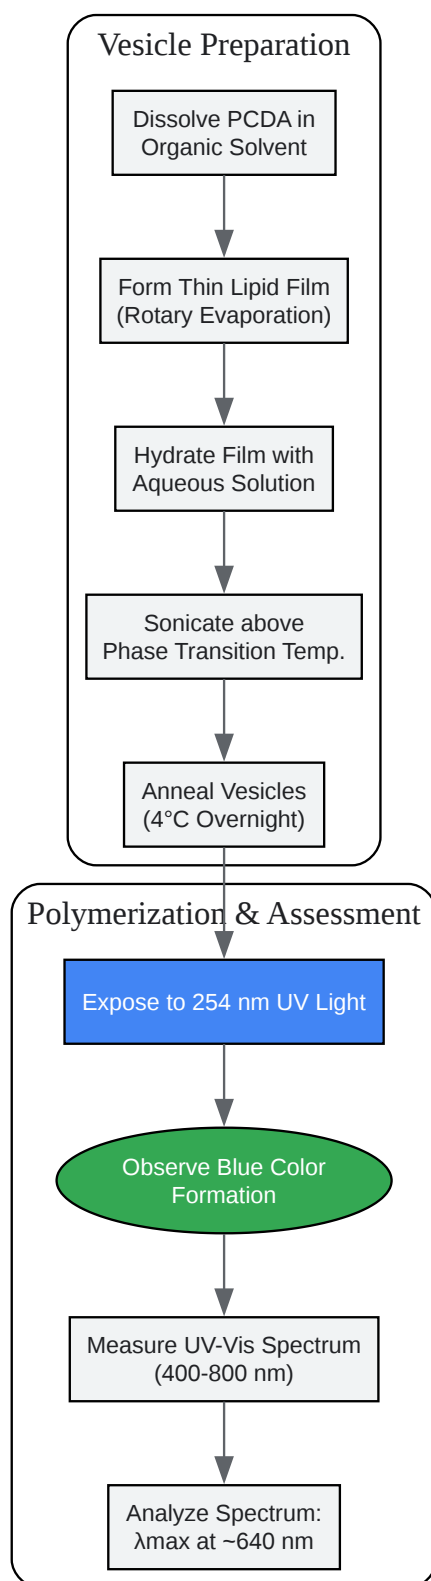 Vesicle Preparation
Dissolve PCDA in
Organic Solvent
Form Thin Lipid Film
(Rotary Evaporation)
Hydrate Film with
Aqueous Solution
Sonicate above
Phase Transition Temp.
Anneal Vesicles
(4°C Overnight)
Polymerization & Assessment
Expose to 254 nm UV Light
Observe Blue Color
Formation
Measure UV-Vis Spectrum
(400-800 nm)
Analyze Spectrum:
λmax at ~640 nm